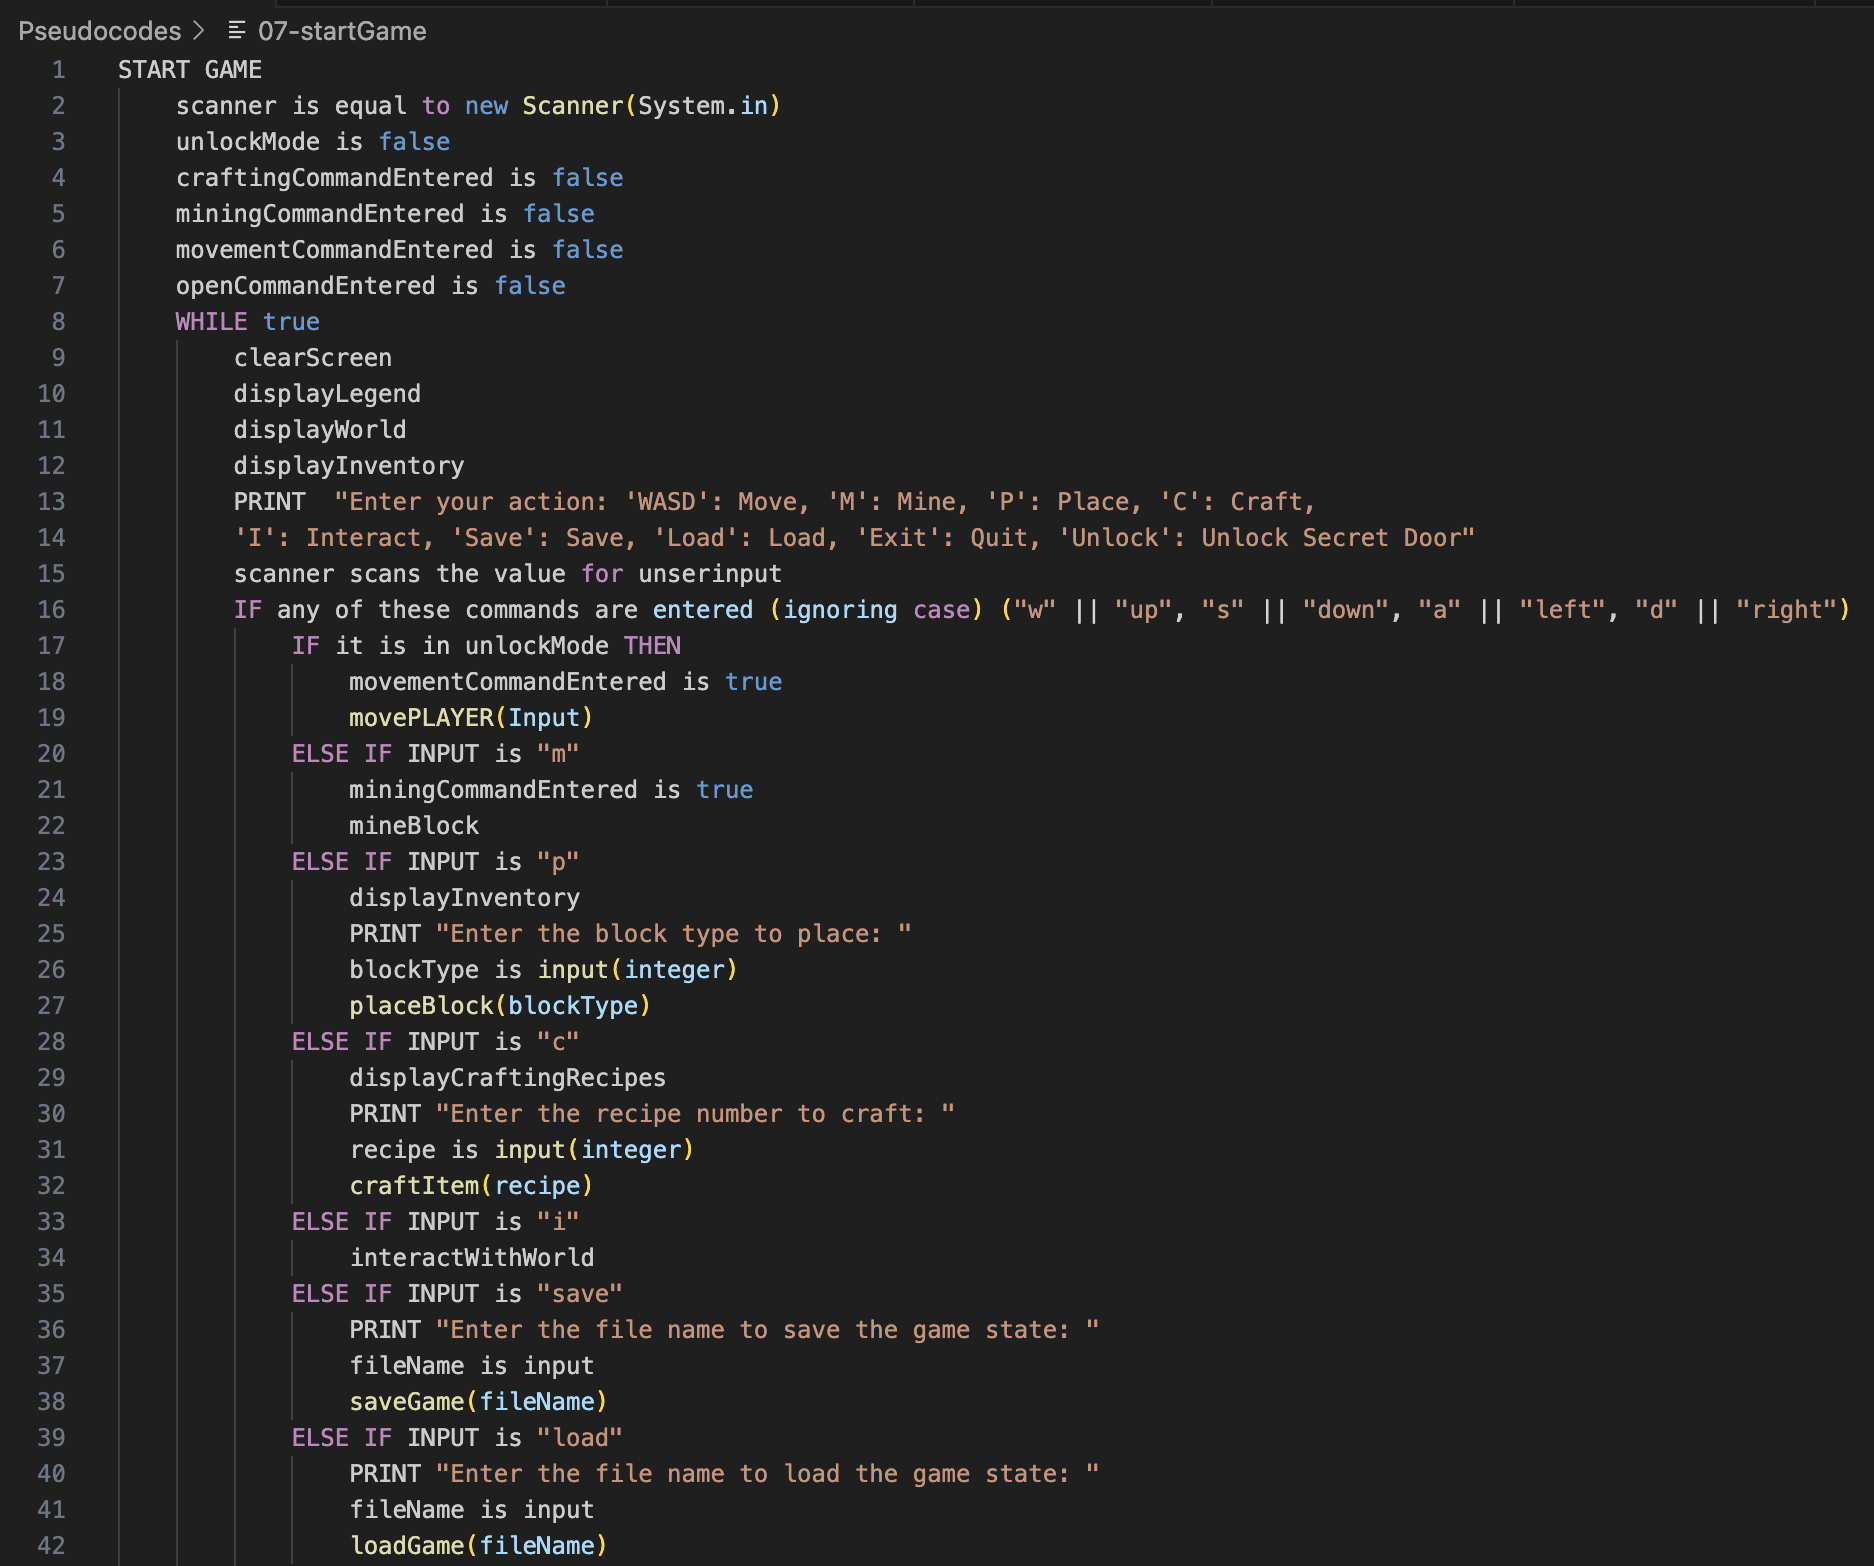 Pseudocodes > 07-startGame
1 START GAME
2 scanner is equal to new Scanner(System.in)
3 unlockMode is false
4 craftingCommandEntered is false
5 miningCommandEntered is false
6 movementCommandEntered is false
7 openCommandEntered is false
8 WHILE true
9 clearScreen
10 displayLegend
11 displayWorld
12 displayInventory
13 PRINT  "Enter your action: 'WASD': Move, 'M': Mine, 'P': Place, 'C': Craft,
14 'I': Interact, 'Save': Save, 'Load': Load, 'Exit': Quit, 'Unlock': Unlock Secret Door"
15 scanner scans the value for unserinput
16 IF any of these commands are entered (ignoring case) ("w" || "up", "s" || "down", "a" || "left", "d" || "right")
17 IF it is in unlockMode THEN
18 movementCommandEntered is true
19 movePLAYER(Input)
20 ELSE IF INPUT is "m"
21 miningCommandEntered is true
22 mineBlock
23 ELSE IF INPUT is "p"
24 displayInventory
25 PRINT "Enter the block type to place: "
26 blockType is input(integer)
27 placeBlock(blockType)
28 ELSE IF INPUT is "c"
29 displayCraftingRecipes
30 PRINT "Enter the recipe number to craft: "
31 recipe is input(integer)
32 craftItem(recipe)
33 ELSE IF INPUT is "i"
34 interactWithWorld
35 ELSE IF INPUT is "save"
36 PRINT "Enter the file name to save the game state: "
37 fileName is input
38 saveGame(fileName)
39 ELSE IF INPUT is "load"
40 PRINT "Enter the file name to load the game state: "
41 fileName is input
42 loadGame(fileName)